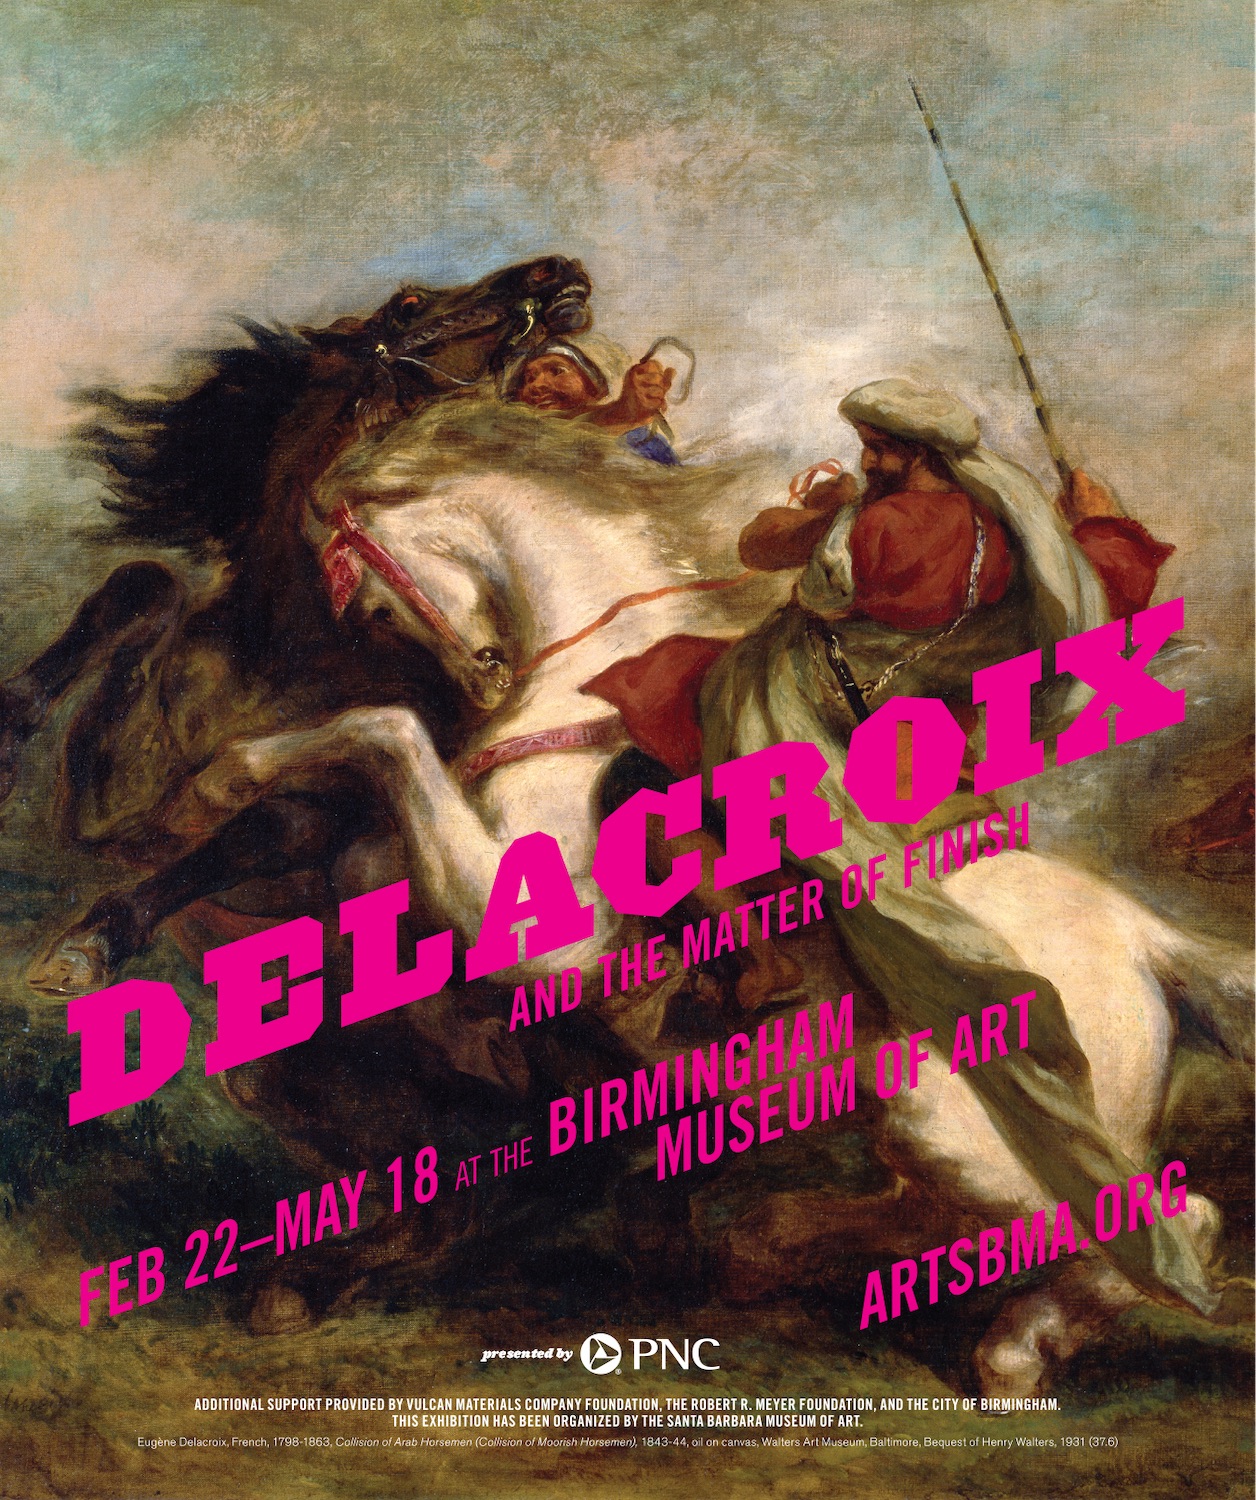 DELACROIX
AND THE MATTER OF FINISH
FEB 22–MAY 18 AT THE BIRMINGHAM
MUSEUM OF ART
ARTSBMA.ORG
presented by PNC
ADDITIONAL SUPPORT PROVIDED BY VULCAN MATERIALS COMPANY FOUNDATION, THE ROBERT R. MEYER FOUNDATION, AND THE CITY OF BIRMINGHAM.
THIS EXHIBITION HAS BEEN ORGANIZED BY THE SANTA BARBARA MUSEUM OF ART.
Eugène Delacroix, French, 1798-1863, Collision of Arab Horsemen (Collision of Moorish Horsemen), 1843-44, oil on canvas, Walters Art Museum, Baltimore, Bequest of Henry Walters, 1931 (37.6)